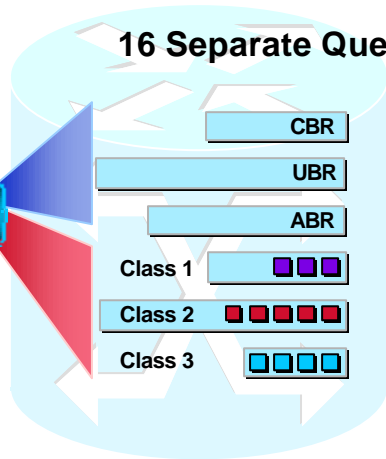 16 Separate Que
CBR
UBR
ABR
Class 1
Class 2
Class 3